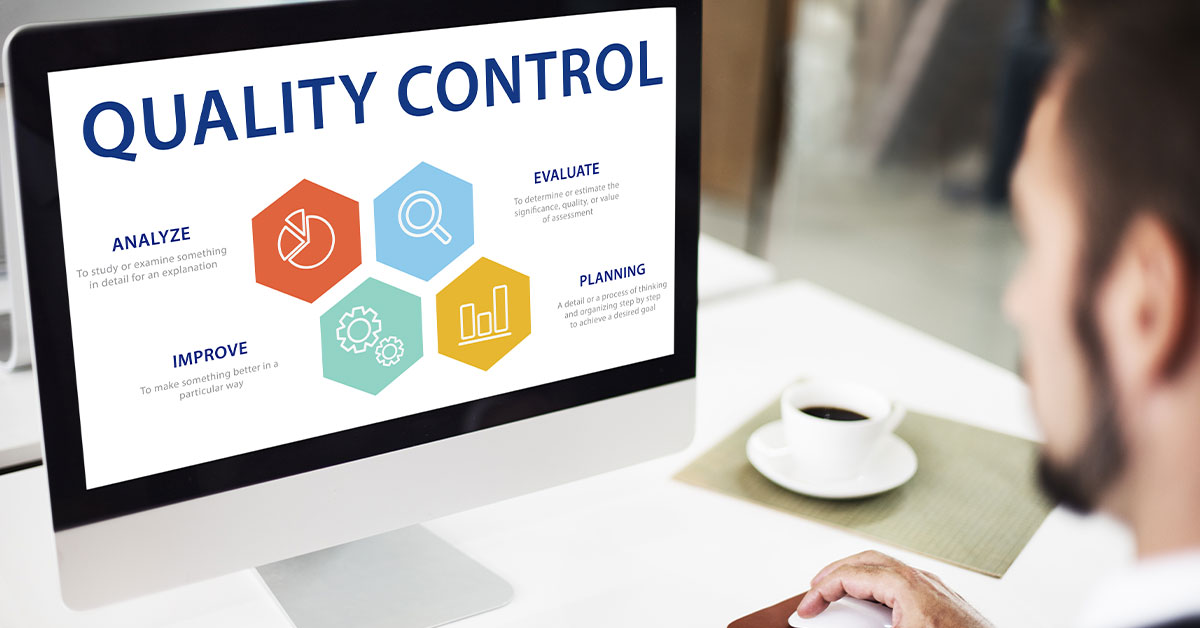 QUALITY CONTROL
ANALYZE
To study or examine something
in detail for an explanation
EVALUATE
To determine or estimate the
significance, quality, or value
of assessment
IMPROVE
To make something better in a
particular way
PLANNING
A detail or a process of thinking
and organizing step by step
to achieve a desired goal